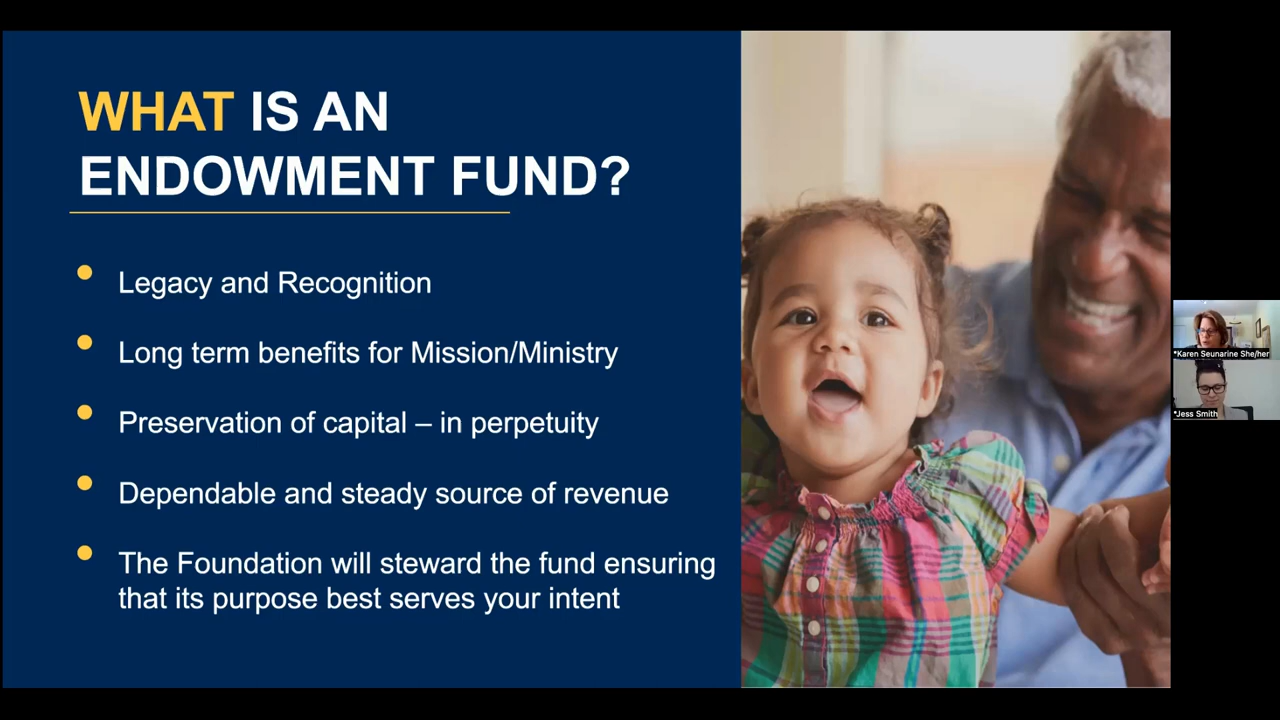 WHAT IS AN
ENDOWMENT FUND?
Legacy and Recognition
Long term benefits for Mission/Ministry
Preservation of capital – in perpetuity
Dependable and steady source of revenue
The Foundation will steward the fund ensuring
that its purpose best serves your intent
*Karen Seunarine She/her
*Jess Smith